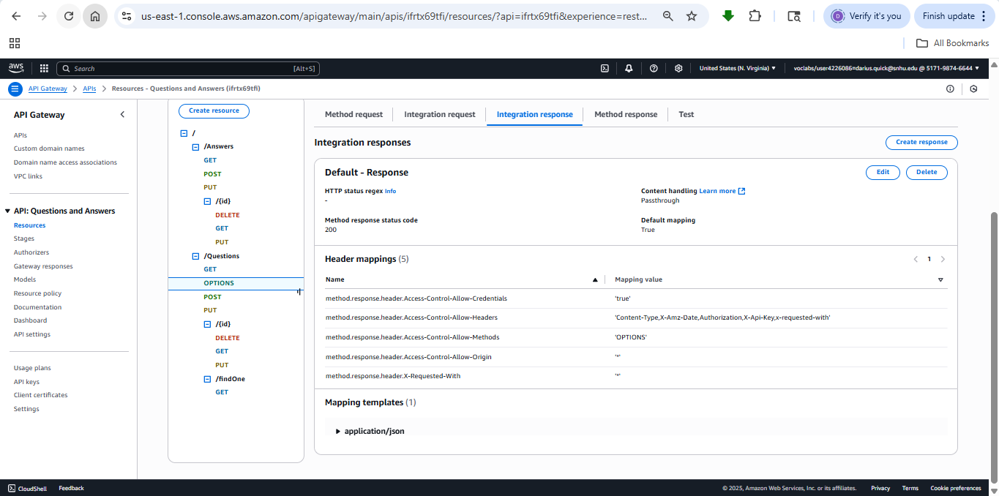 us-east-1.console.aws.amazon.com/apigateway/main/apis/ifrtx69tfi/resources/?api=ifrtx69tfi&experience=rest...
D Verify it's you
Finish update
All Bookmarks
aws
Search [Alt+S]
United States (N. Virginia) ▼
voclabs/user4226086=darius.quick@snhu.edu @ 5171-9874-6644 ▼
API Gateway > APIs > Resources - Questions and Answers (ifrtx69tfi)
API Gateway
APIs
Custom domain names
Domain name access associations
VPC links
API: Questions and Answers
Resources
Stages
Authorizers
Gateway responses
Models
Resource policy
Documentation
Dashboard
API settings
Usage plans
API keys
Client certificates
Settings
Create resource
/
/Answers
GET
POST
PUT
/{id}
DELETE
GET
PUT
/Questions
GET
OPTIONS
POST
PUT
/{id}
DELETE
GET
PUT
/findOne
GET
Method request
Integration request
Integration response
Method response
Test
Integration responses
Create response
Default - Response
Edit
Delete
HTTP status regex Info
-
Content handling Learn more
Passthrough
Method response status code
200
Default mapping
True
Header mappings (5)
1
Name Mapping value
method.response.header.Access-Control-Allow-Credentials 'true'
method.response.header.Access-Control-Allow-Headers 'Content-Type,X-Amz-Date,Authorization,X-Api-Key,x-requested-with'
method.response.header.Access-Control-Allow-Methods 'OPTIONS'
method.response.header.Access-Control-Allow-Origin '*'
method.response.header.X-Requested-With '*'
Mapping templates (1)
application/json
CloudShell
Feedback
© 2025, Amazon Web Services, Inc. or its affiliates.
Privacy
Terms
Cookie preferences